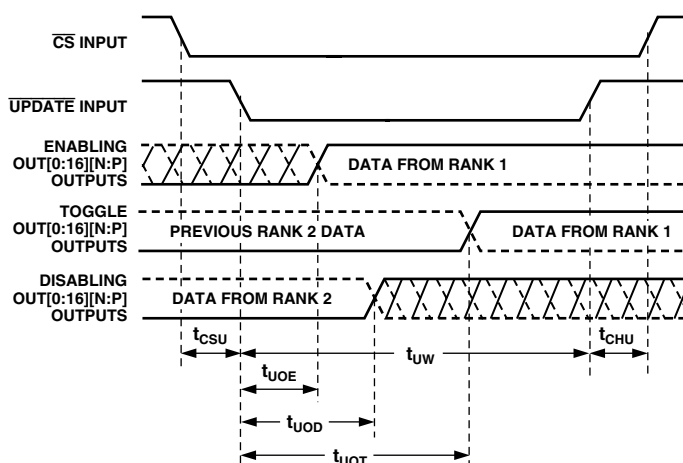 CS INPUT
UPDATE INPUT
ENABLING
OUT[0:16][N:P]
OUTPUTS
DATA FROM RANK 1
TOGGLE
OUT[0:16][N:P]
OUTPUTS
PREVIOUS RANK 2 DATA
DATA FROM RANK 1
DISABLING
OUT[0:16][N:P]
OUTPUTS
DATA FROM RANK 2
tCSU
tUW
tCHU
tUOE
tUOD
tUOT